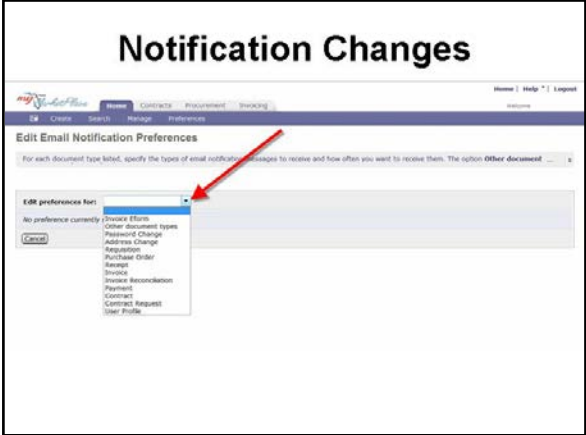 Notification Changes
Home | Help | Logout
my
Home Contracts Procurement Invoicing
Welcome
Create Search Manage Preferences
Edit Email Notification Preferences
For each document type listed, specify the types of email notification messages to receive and how often you want to receive them. The option Other document ...
Edit preferences for:
No preference currently
Cancel
Invoice Eform
Other document types
Password Change
Address Change
Requisition
Purchase Order
Receipt
Invoice
Invoice Reconciliation
Payment
Contract
Contract Request
User Profile